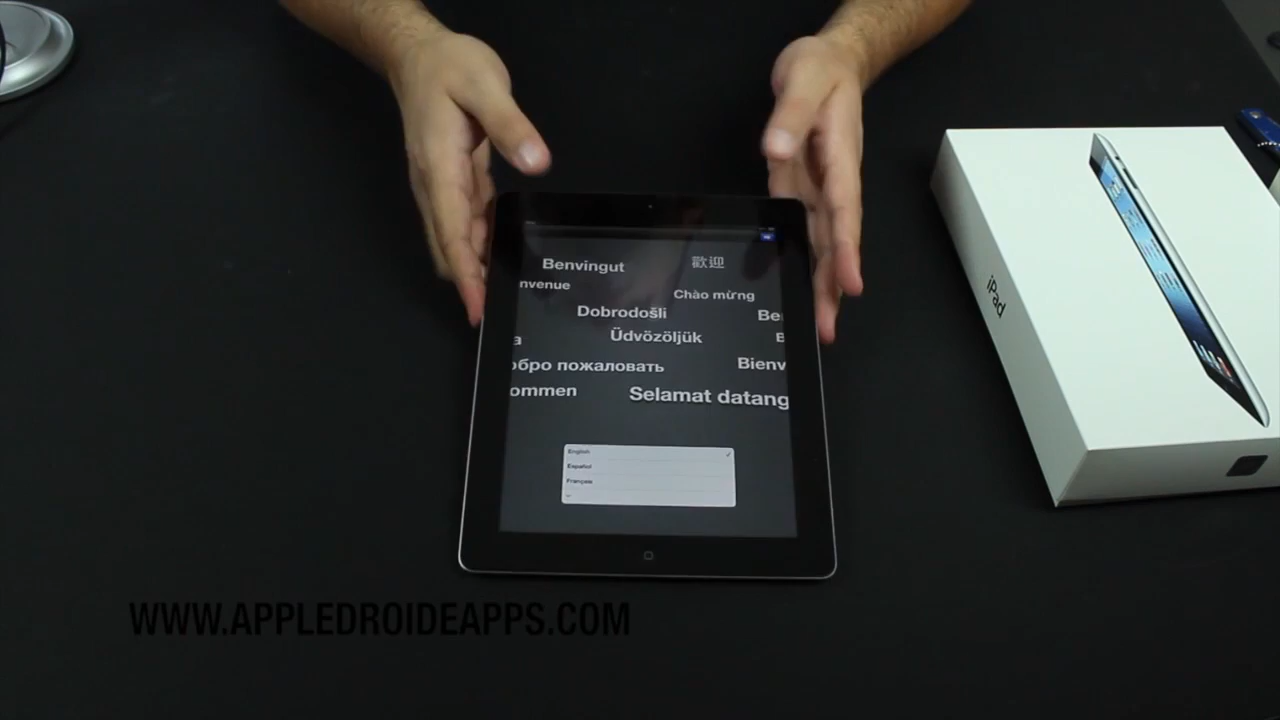 Benvingut
歡迎
nvenue
Chào mừng
Dobrodošli
Be
Üdvözöljük
обро пожаловать
Bienv
ommen
Selamat datang
English
Español
Français
iPad
WWW.APPLEDROIDEAPPS.COM